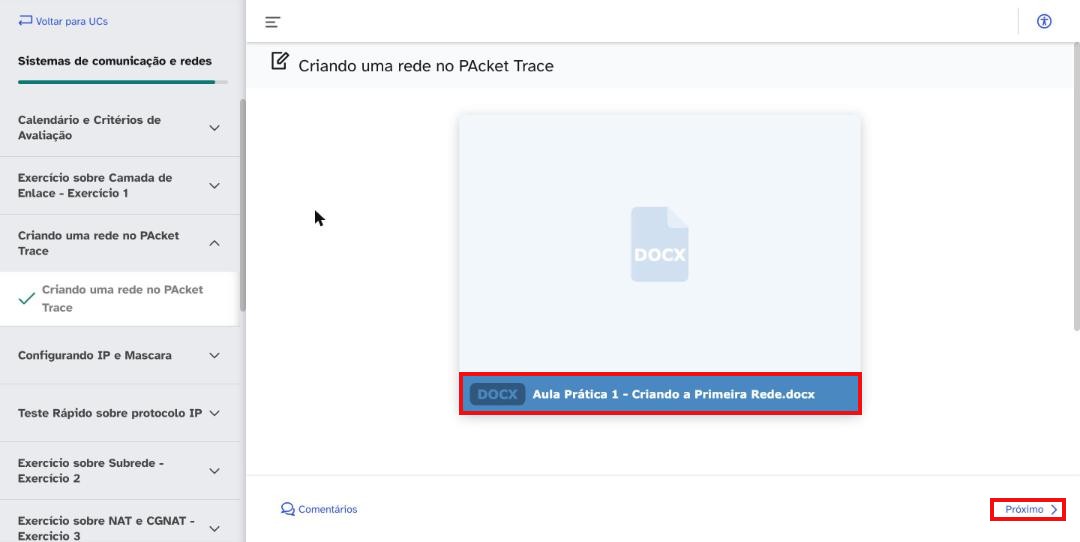 Voltar para UCs
Sistemas de comunicação e redes
Calendário e Critérios de
Avaliação
Exercício sobre Camada de
Enlace - Exercício 1
Criando uma rede no PAcket
Trace
Criando uma rede no PAcket
Trace
Configurando IP e Mascara
Teste Rápido sobre protocolo IP
Exercício sobre Subrede -
Exercício 2
Exercício sobre NAT e CGNAT -
Exercicio 3
Criando uma rede no PAcket Trace
DOCX
DOCX Aula Prática 1 - Criando a Primeira Rede.docx
Comentários
Próximo